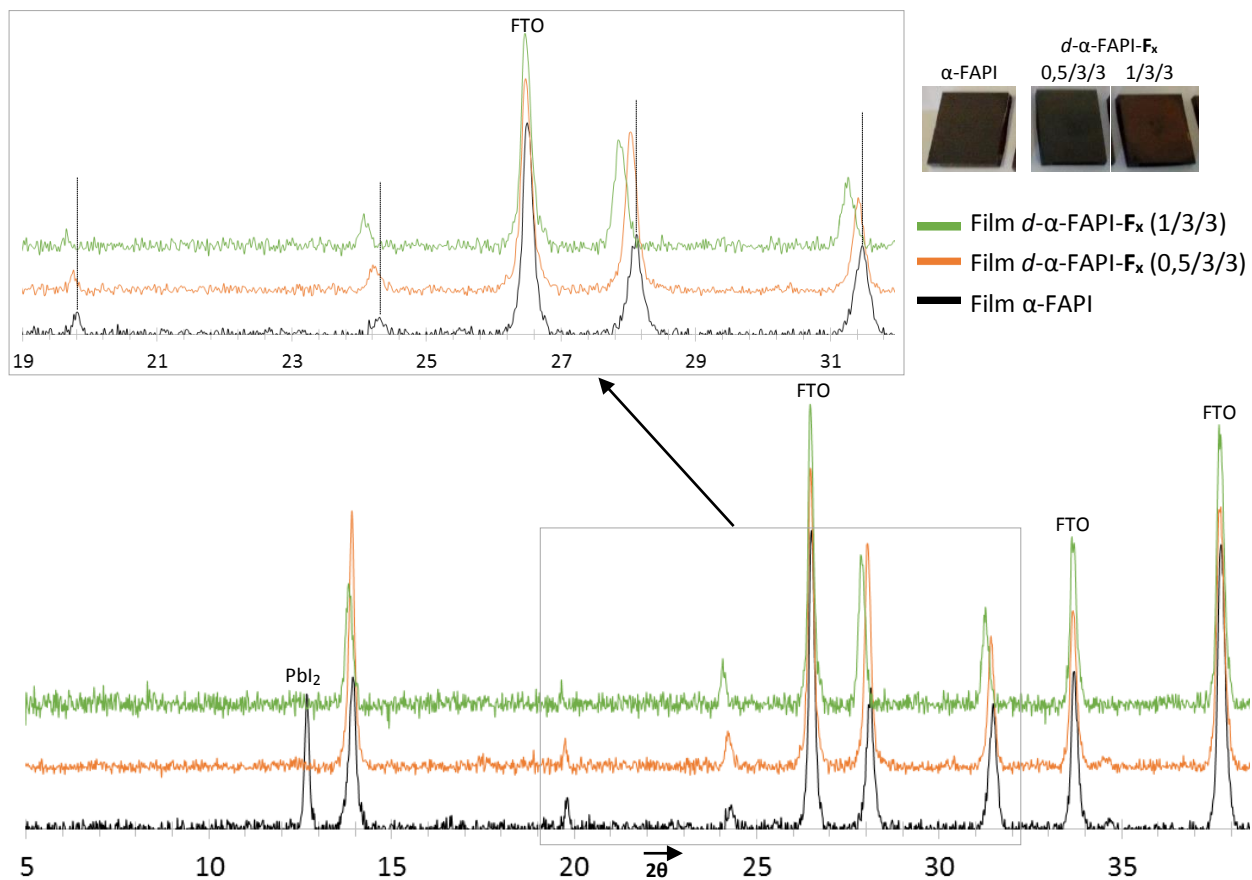 FTO
19 21 23 25 27 29 31
d-α-FAPI-Fₓ
α-FAPI 0,5/3/3 1/3/3
Film d-α-FAPI-Fₓ (1/3/3)
Film d-α-FAPI-Fₓ (0,5/3/3)
Film α-FAPI
FTO
FTO
FTO
PbI₂
5 10 15 20 25 30 35
2θ